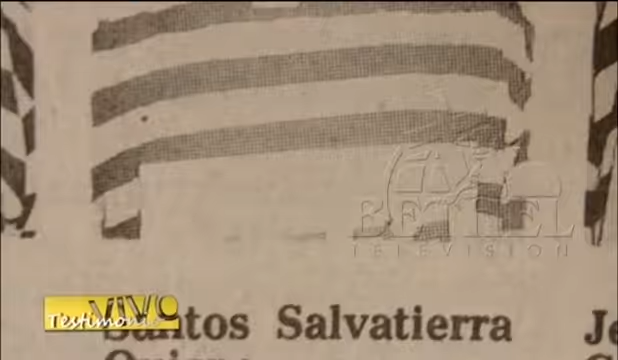 BETHEL
TELEVISION
VIVO
Testimonio
Santos Salvatierra